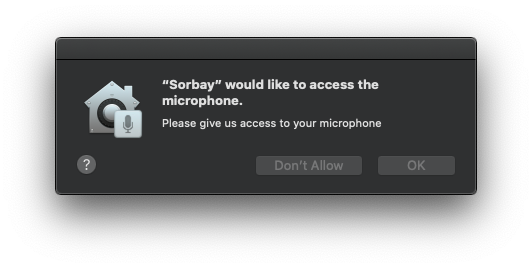 “Sorbay” would like to access the
microphone.
Please give us access to your microphone
?
Don’t Allow
OK